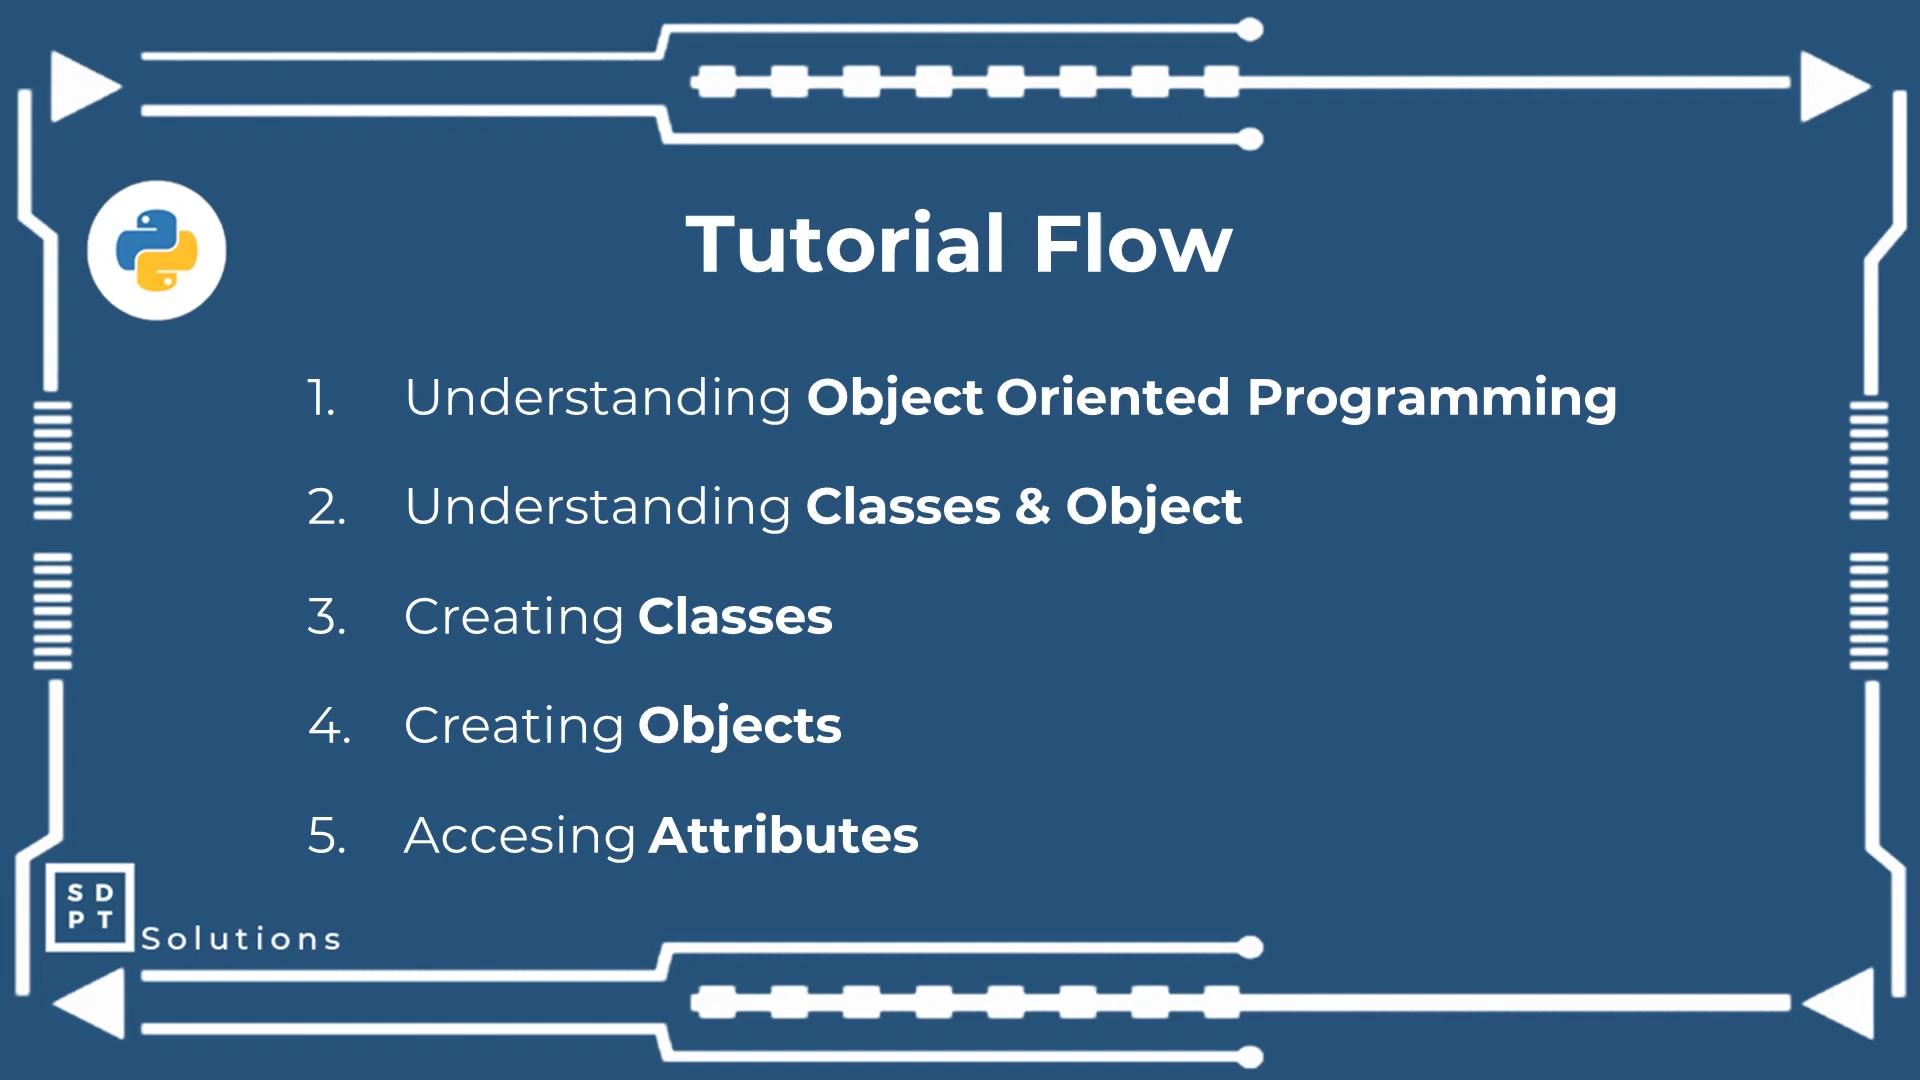 Tutorial Flow
1. Understanding Object Oriented Programming
2. Understanding Classes & Object
3. Creating Classes
4. Creating Objects
5. Accesing Attributes
S D
P T
Solutions